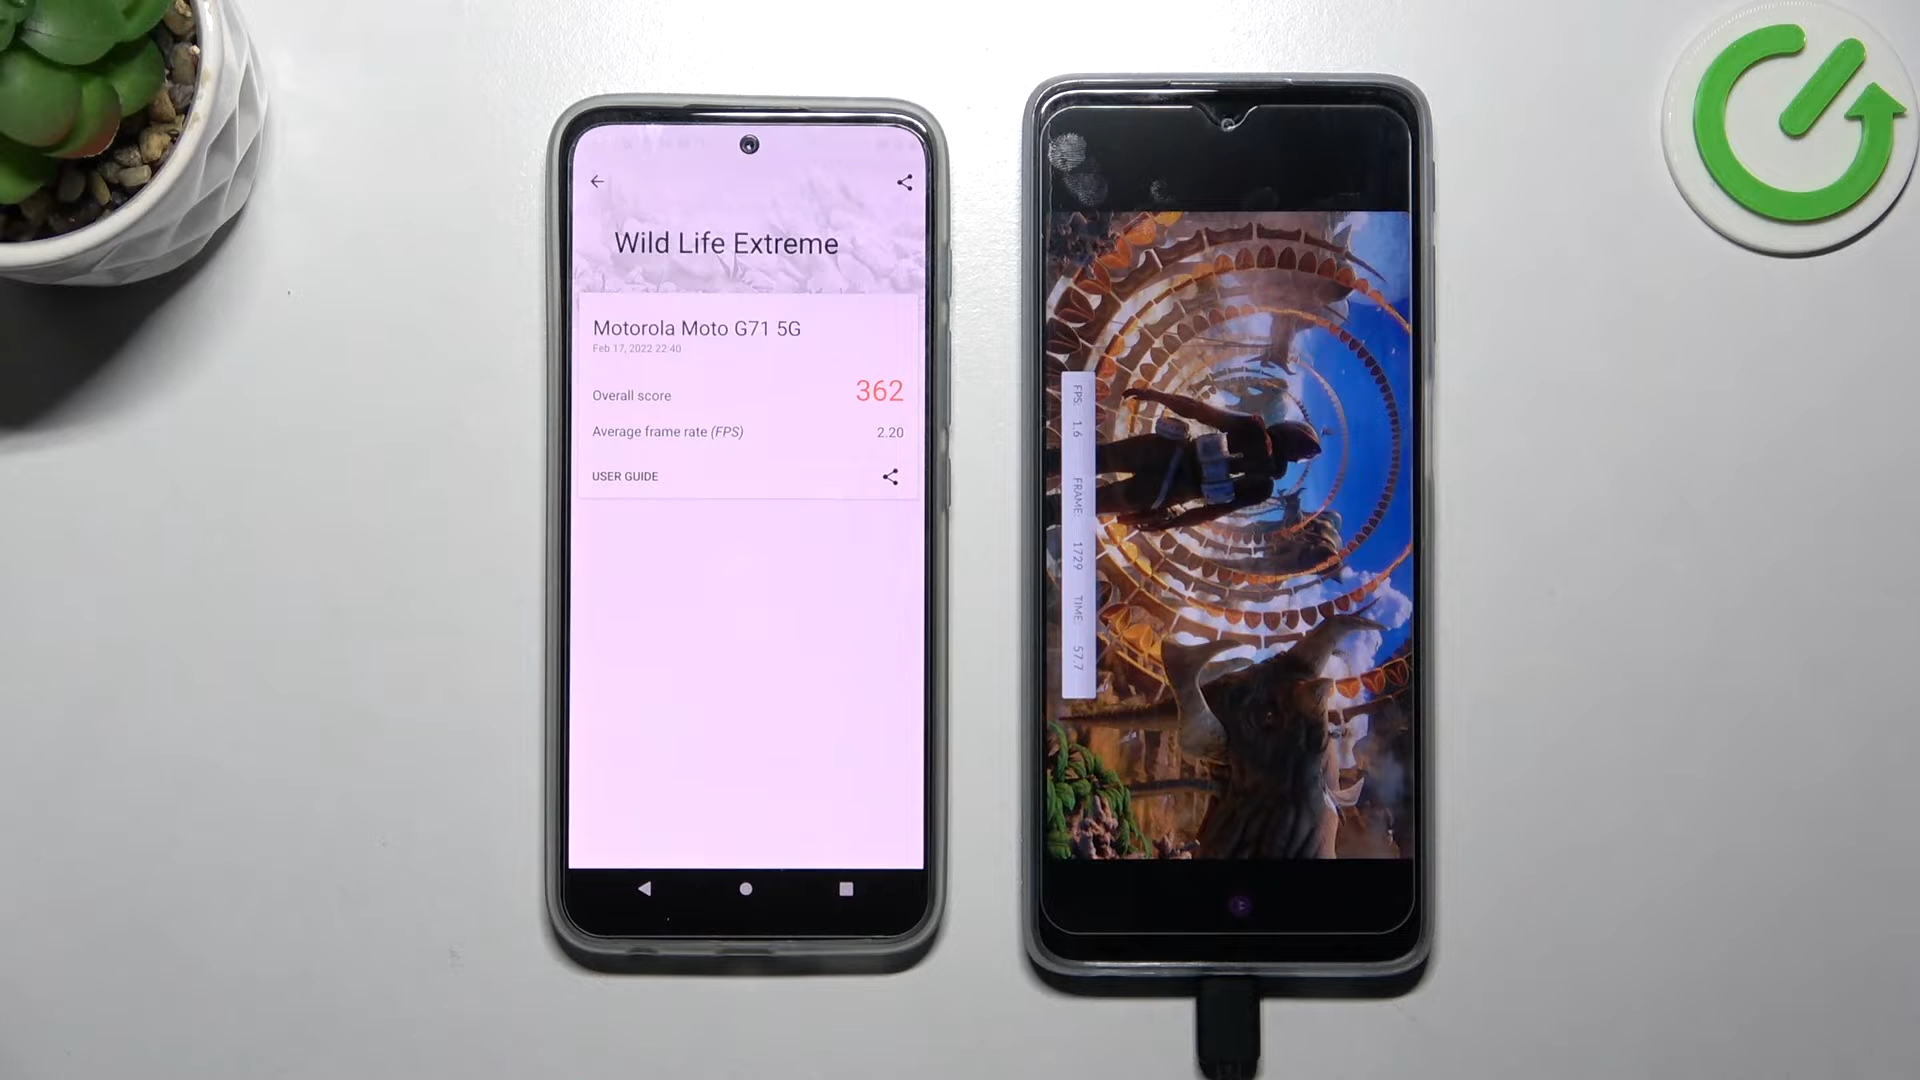 Wild Life Extreme
Motorola Moto G71 5G
Feb 17, 2022 22:40
Overall score 362
Average frame rate (FPS) 2.20
USER GUIDE
FPS: 1.6 FRAME: 1729 TIME: 57.7